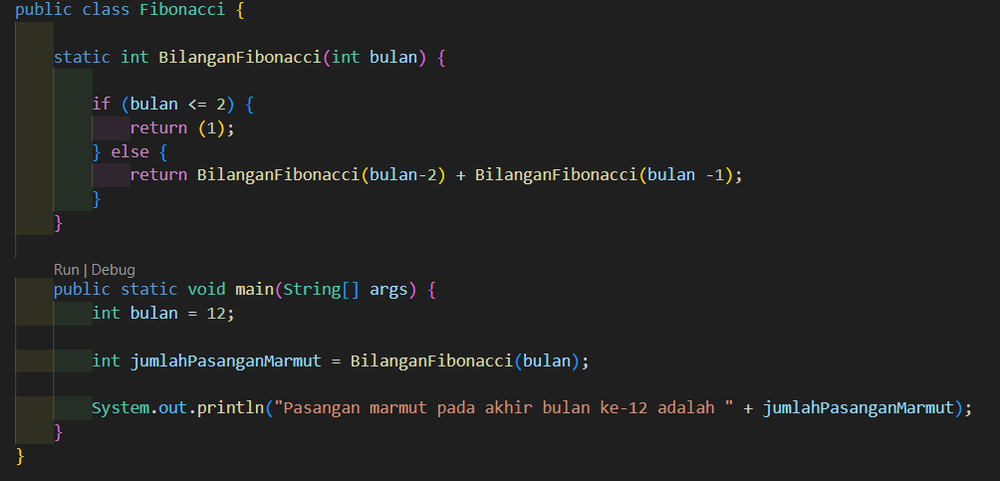 public class Fibonacci {
static int BilanganFibonacci(int bulan) {
if (bulan <= 2) {
return (1);
} else {
return BilanganFibonacci(bulan-2) + BilanganFibonacci(bulan -1);
}
}
Run | Debug
public static void main(String[] args) {
int bulan = 12;
int jumlahPasanganMarmut = BilanganFibonacci(bulan);
System.out.println("Pasangan marmut pada akhir bulan ke-12 adalah " + jumlahPasanganMarmut);
}
}